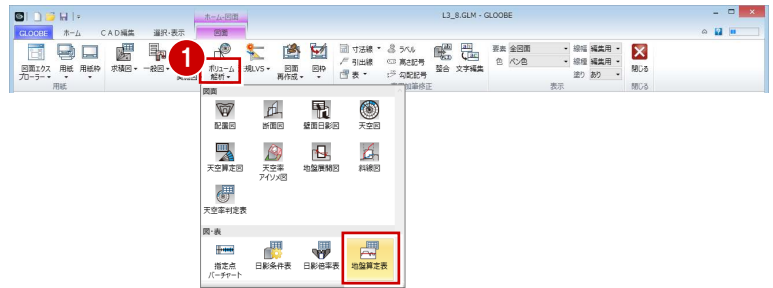 ホーム-図面
L3_8.GLM - GLOOBE
GLOOBE ホーム CAD編集 選択・表示 図面
1
図面エクス
プローラー
用紙
用紙枠
求積図
一般図
ボリューム
解析
規LVS
図面
再作成
図枠
寸法線
引出線
表
ラベル
高さ記号
勾配記号
整合
文字編集
要素 全図面
色 ペン色
線幅 編集用
線種 編集用
塗り あり
閉じる
用紙
表示
閉じる
図面
配置図 断面図 壁面日影図 天空図
天空算定図 天空率
アイソメ図 地盤展開図 斜線図
天空率判定表
図・表
指定点
バーチャート 日影条件表 日影倍率表 地盤算定表